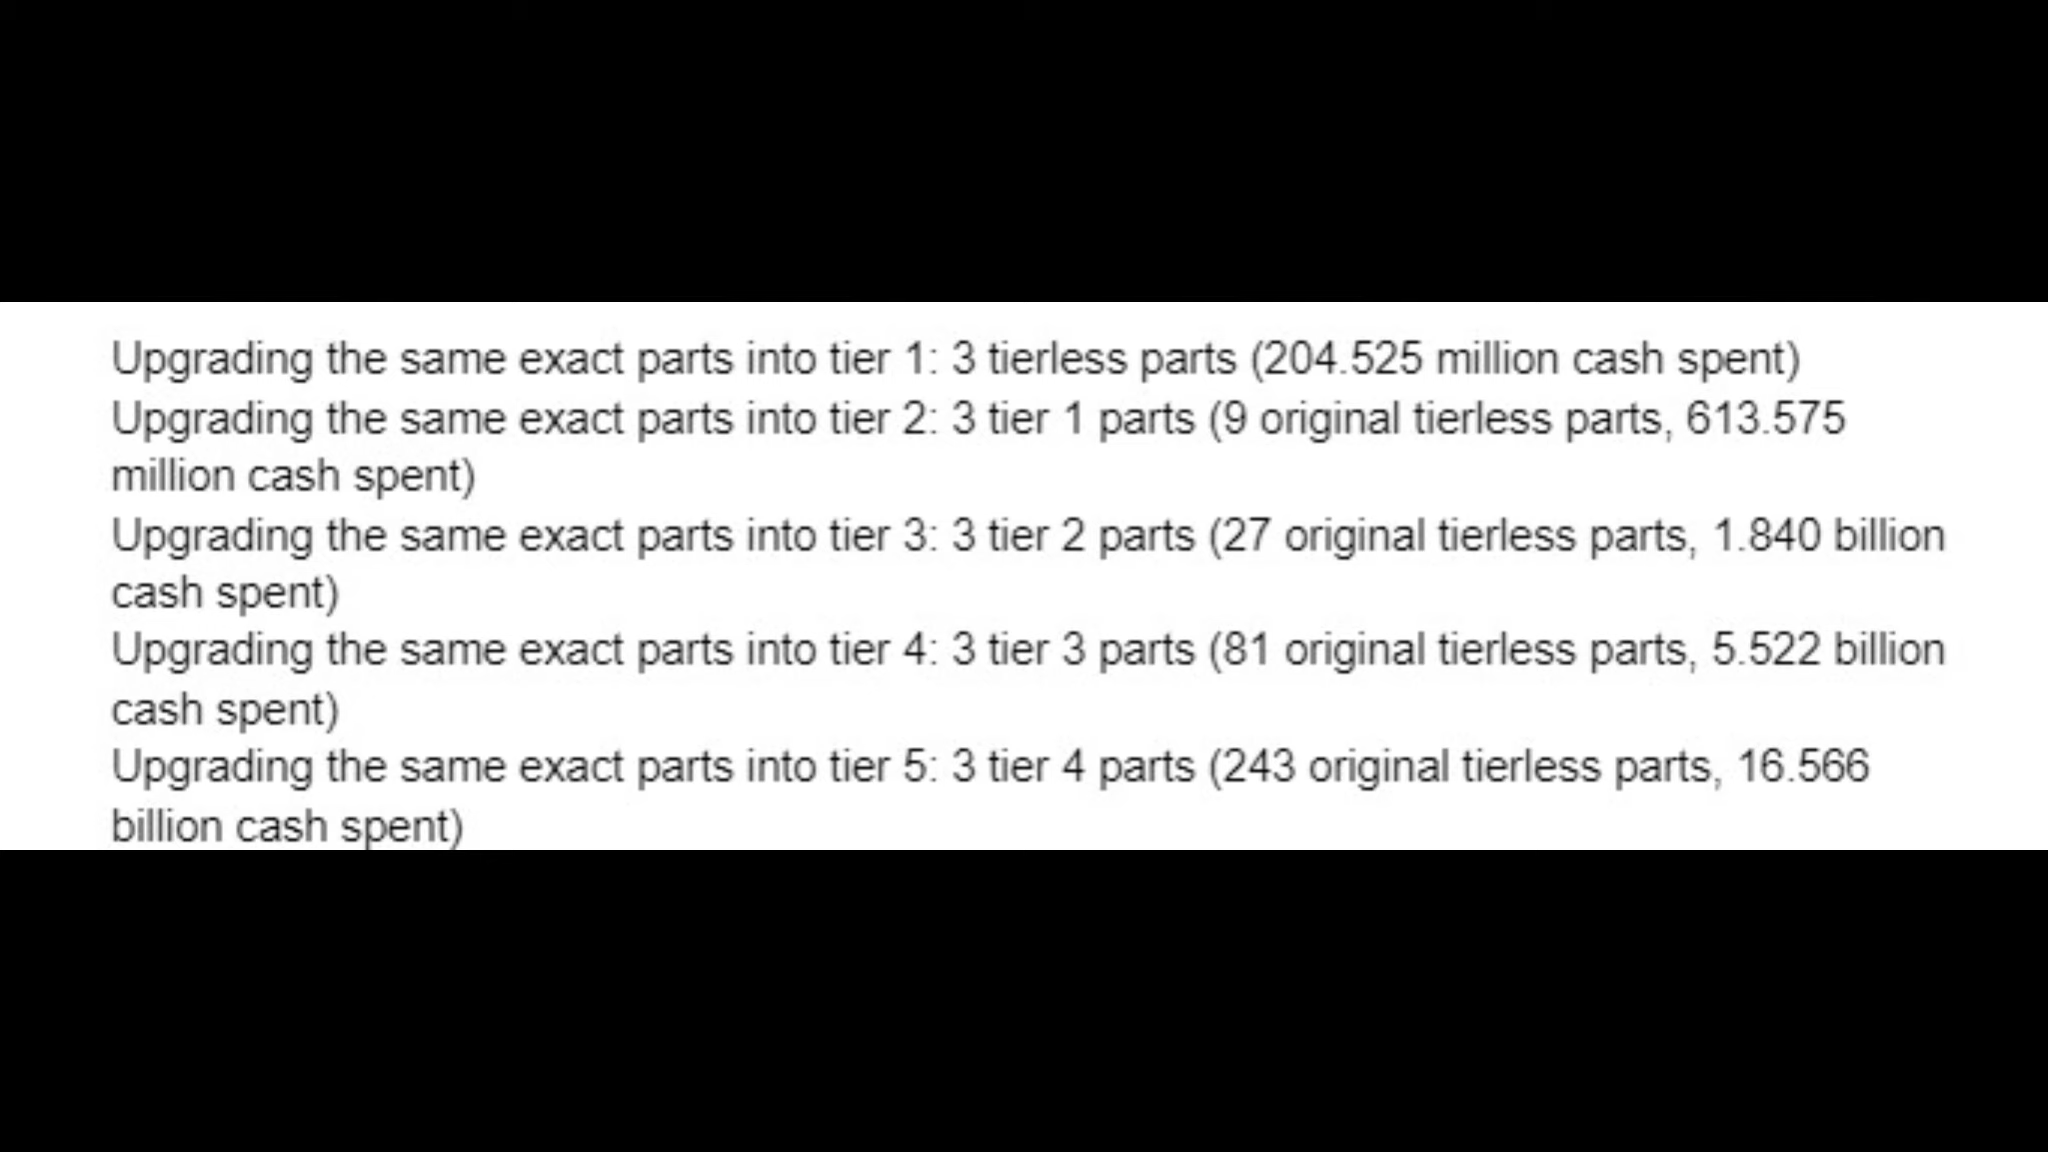 Upgrading the same exact parts into tier 1: 3 tierless parts (204.525 million cash spent)
Upgrading the same exact parts into tier 2: 3 tier 1 parts (9 original tierless parts, 613.575
million cash spent)
Upgrading the same exact parts into tier 3: 3 tier 2 parts (27 original tierless parts, 1.840 billion
cash spent)
Upgrading the same exact parts into tier 4: 3 tier 3 parts (81 original tierless parts, 5.522 billion
cash spent)
Upgrading the same exact parts into tier 5: 3 tier 4 parts (243 original tierless parts, 16.566
billion cash spent)